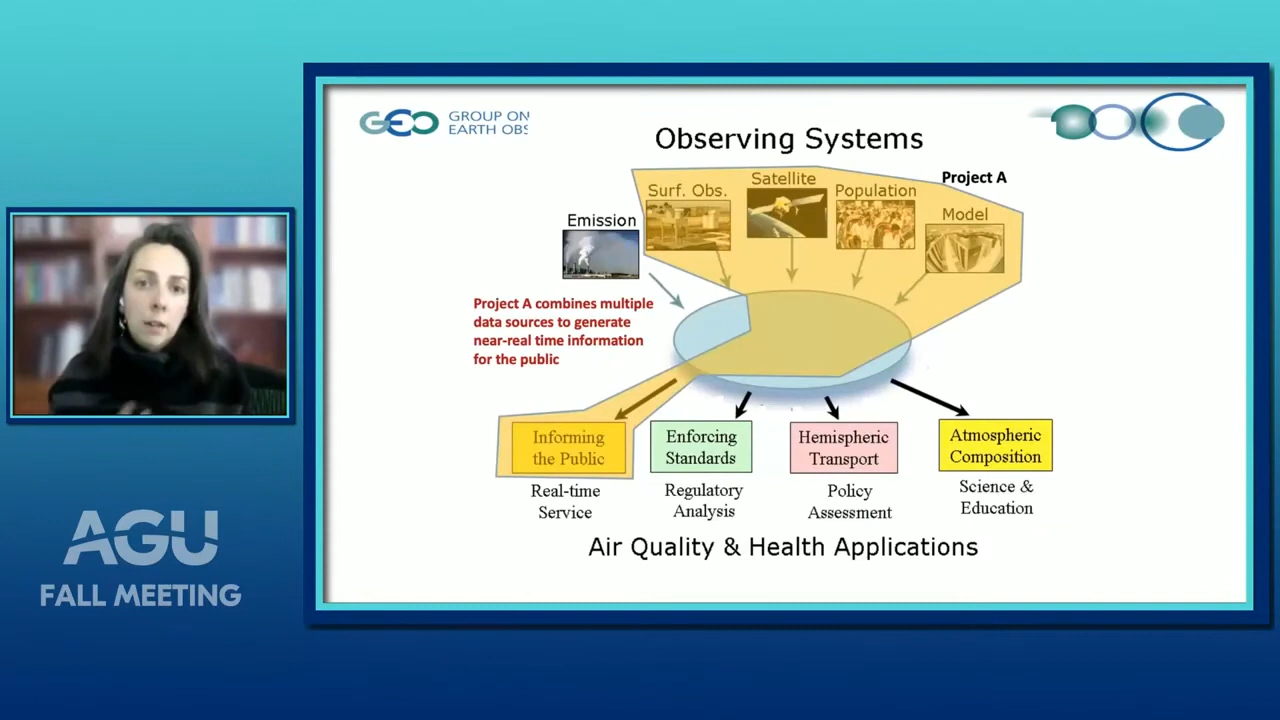 GEO GROUP ON
EARTH OBS
Observing Systems
Project A
Satellite
Surf. Obs.
Population
Model
Emission
Project A combines multiple
data sources to generate
near-real time information
for the public
Informing
the Public
Real-time
Service
Enforcing
Standards
Regulatory
Analysis
Hemispheric
Transport
Policy
Assessment
Atmospheric
Composition
Science &
Education
Air Quality & Health Applications
AGU
FALL MEETING